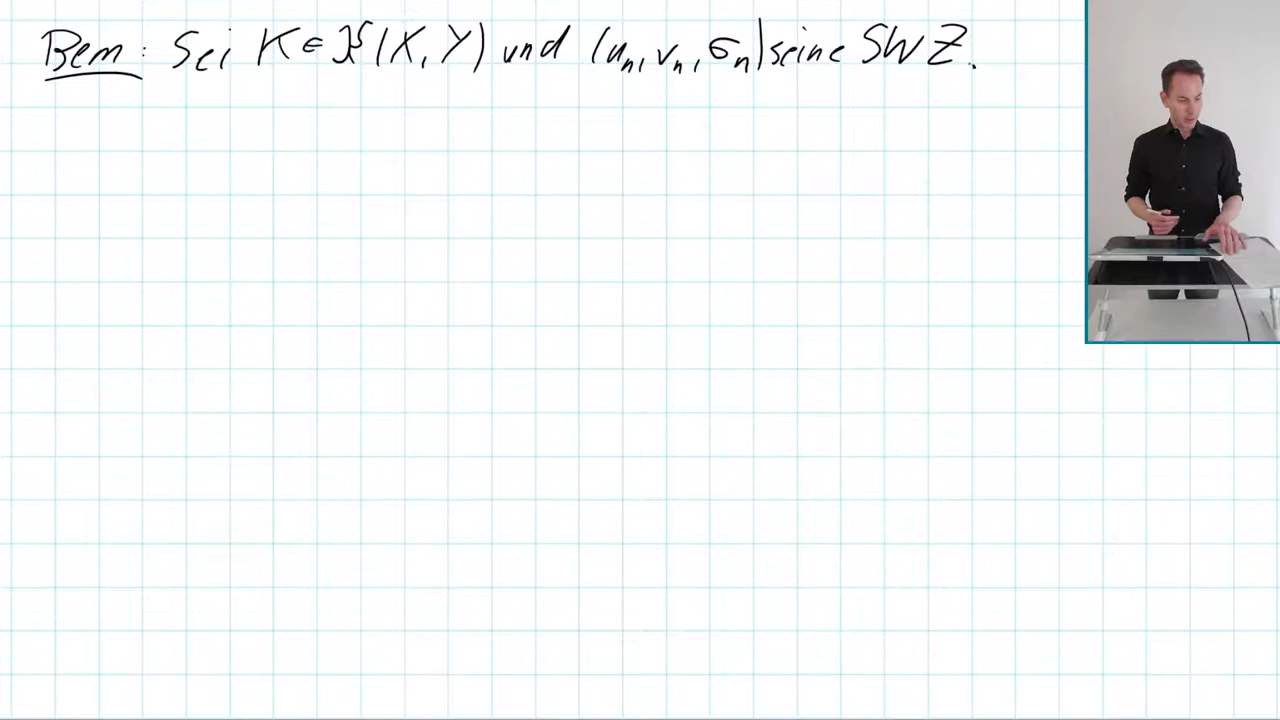 Bem: Sei K ∈ 𝒦(X, Y) und (uₙ, vₙ, σₙ) seine SWZ.